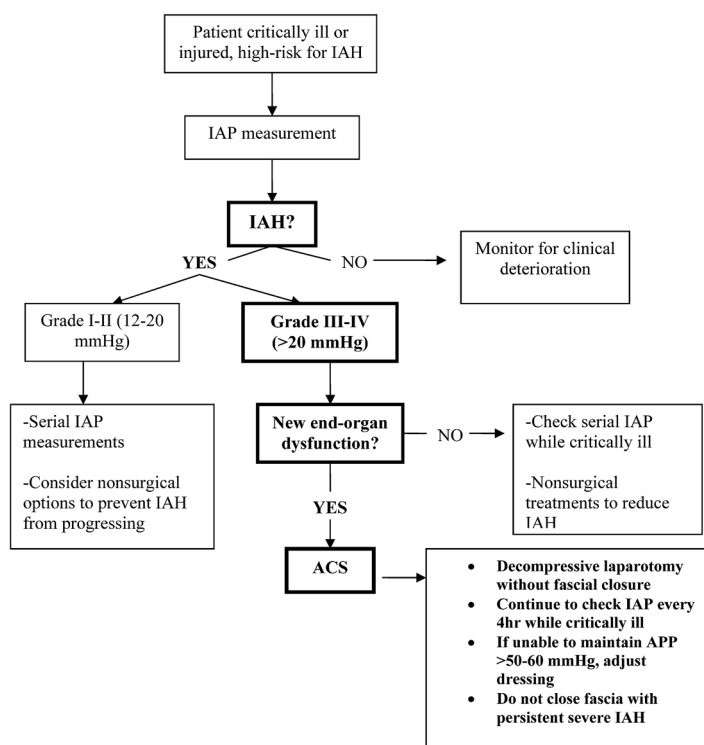 Patient critically ill or
injured, high-risk for IAH
IAP measurement
IAH?
YES
NO
Monitor for clinical
deterioration
Grade I-II (12-20
mmHg)
Grade III-IV
(>20 mmHg)
-Serial IAP
measurements
-Consider nonsurgical
options to prevent IAH
from progressing
New end-organ
dysfunction?
NO
-Check serial IAP
while critically ill
-Nonsurgical
treatments to reduce
IAH
YES
ACS
• Decompressive laparotomy
without fascial closure
• Continue to check IAP every
4hr while critically ill
• If unable to maintain APP
>50-60 mmHg, adjust
dressing
• Do not close fascia with
persistent severe IAH